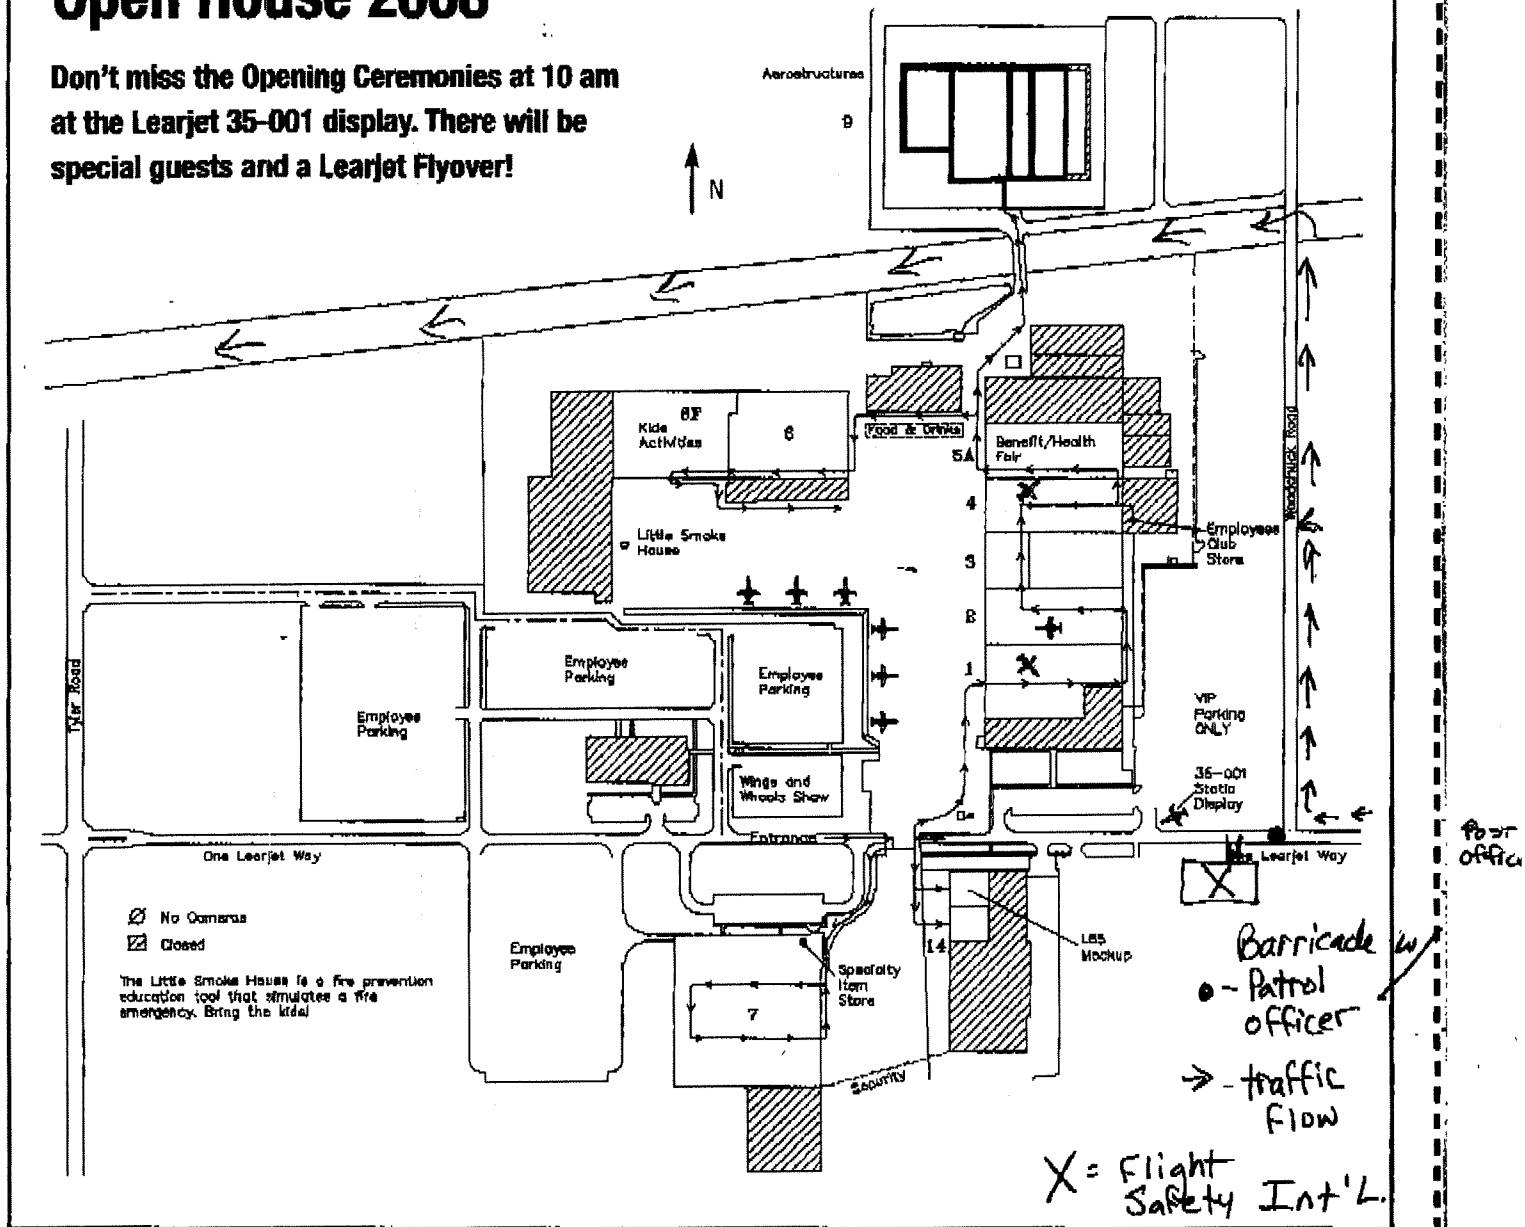 Open House 2008
Don't miss the Opening Ceremonies at 10 am
at the Learjet 35-001 display. There will be
special guests and a Learjet Flyover!
Aerostructures
9
N
6F
Kids
Activities
6
Food & Drinks
Benefit/Health
Fair
5A
4
Woodchuck Road
Employees
Club
Store
Little Smoke
House
3
2
1
Employee
Parking
Employee
Parking
Employee
Parking
Tyler Road
VIP
Parking
ONLY
35-001
Static
Display
Wings and
Wheels Show
Entrance
One Learjet Way
One Learjet Way
Post
office
X
Ø No Cameras
Closed
The Little Smoke House is a fire prevention
education tool that simulates a fire
emergency. Bring the kids!
Employee
Parking
14
L85
Mockup
Specialty
Item
Store
7
Security
Barricade w/
• - Patrol
officer
→ - traffic
flow
X = Flight
Safety Int'L.